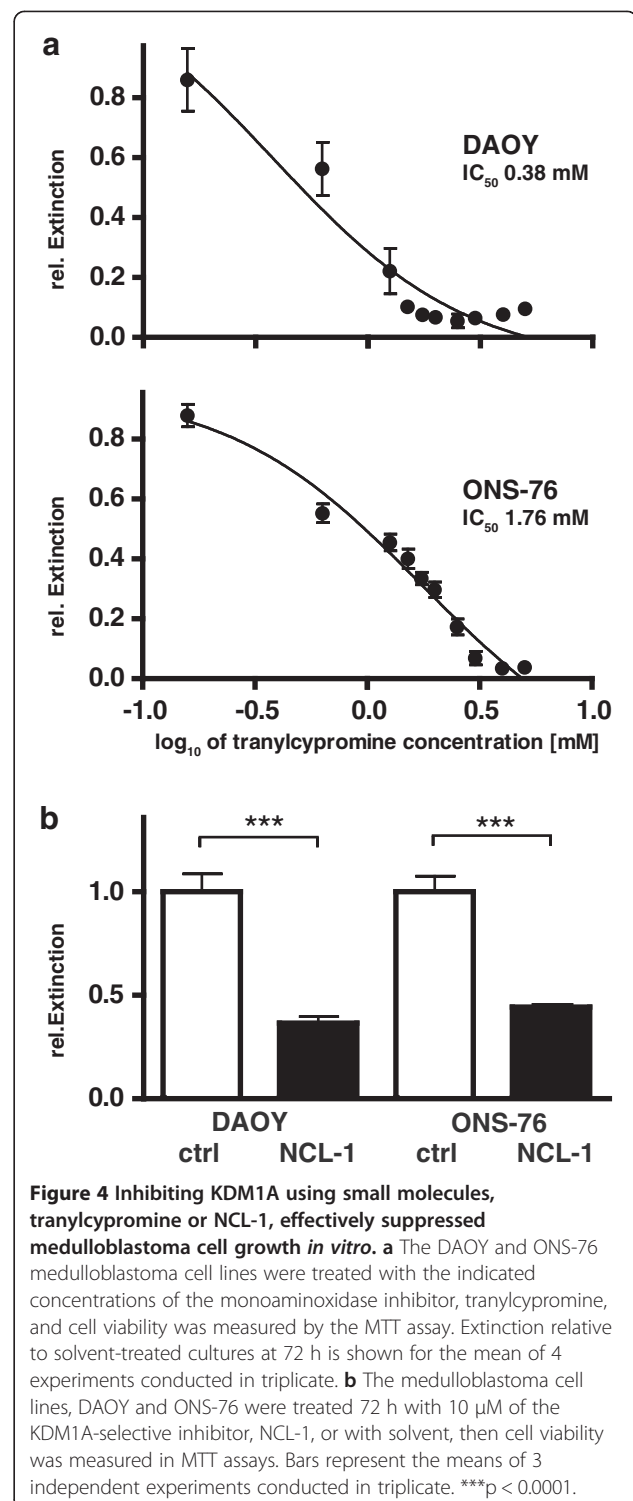 a
0.8
0.6
0.4
0.2
0.0
rel. Extinction
DAOY
IC50 0.38 mM
0.8
0.6
0.4
0.2
0.0
rel. Extinction
ONS-76
IC50 1.76 mM
-1.0 -0.5 0.0 0.5 1.0
log10 of tranylcypromine concentration [mM]
b
*** ***
1.0
0.5
0.0
rel.Extinction
DAOY ONS-76
ctrl NCL-1 ctrl NCL-1
Figure 4 Inhibiting KDM1A using small molecules,
tranylcypromine or NCL-1, effectively suppressed
medulloblastoma cell growth in vitro. a The DAOY and ONS-76
medulloblastoma cell lines were treated with the indicated
concentrations of the monoaminoxidase inhibitor, tranylcypromine,
and cell viability was measured by the MTT assay. Extinction relative
to solvent-treated cultures at 72 h is shown for the mean of 4
experiments conducted in triplicate. b The medulloblastoma cell
lines, DAOY and ONS-76 were treated 72 h with 10 μM of the
KDM1A-selective inhibitor, NCL-1, or with solvent, then cell viability
was measured in MTT assays. Bars represent the means of 3
independent experiments conducted in triplicate. ***p < 0.0001.